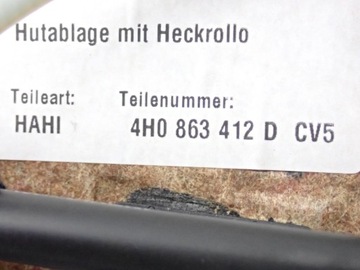 Hutablage mit Heckrollo
Teileart: Teilenummer:
HAHI 4H0 863 412 D CV5